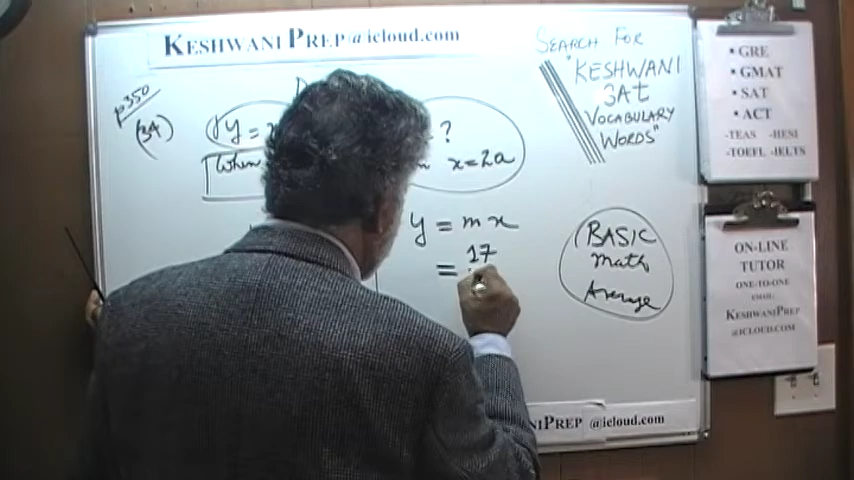 KESHWANI PREP@icloud.com
p350
(34)
y =
?
When
x=2a
y = mx
= 17
SEARCH FOR
"KESHWANI
SAT
VOCABULARY
WORDS"
BASIC
Math
Average
• GRE
• GMAT
• SAT
• ACT
-TEAS -HESI
-TOEFL -IELTS
ON-LINE
TUTOR
ONE-TO-ONE
EMAIL:
KESHWANIPREP
@ICLOUD.COM
PREP @icloud.com